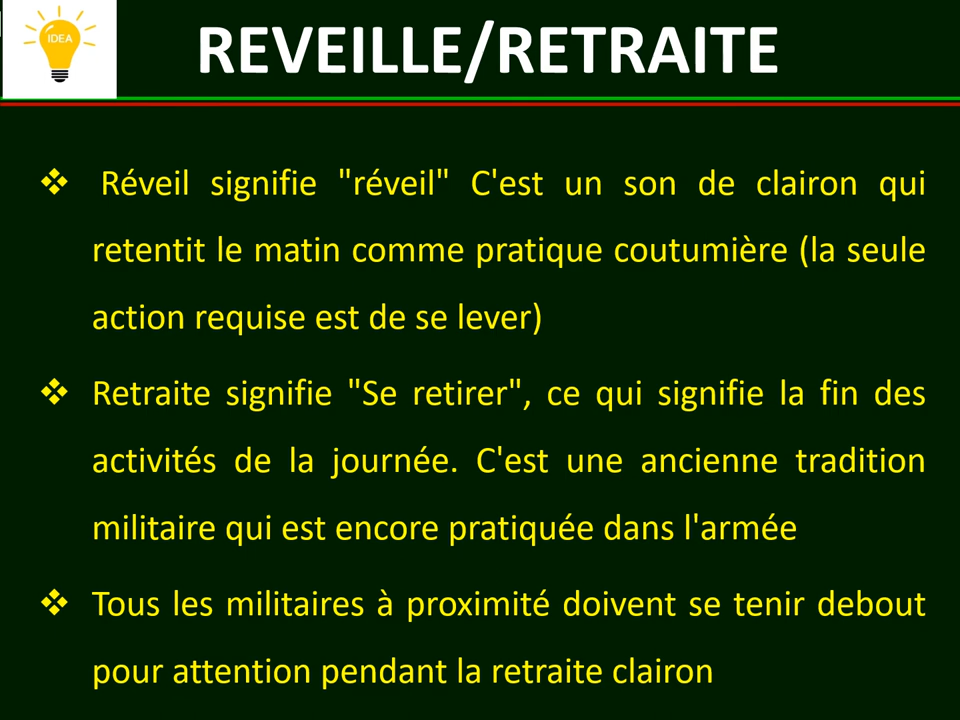 IDEA
REVEILLE/RETRAITE
❖ Réveil signifie "réveil" C'est un son de clairon qui
retentit le matin comme pratique coutumière (la seule
action requise est de se lever)
❖ Retraite signifie "Se retirer", ce qui signifie la fin des
activités de la journée. C'est une ancienne tradition
militaire qui est encore pratiquée dans l'armée
❖ Tous les militaires à proximité doivent se tenir debout
pour attention pendant la retraite clairon